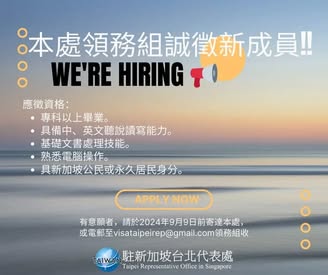 本處領務組誠徵新成員!!
WE'RE HIRING
應徵資格：
• 專科以上畢業。
• 具備中、英文聽說讀寫能力。
• 基礎文書處理技能。
• 熟悉電腦操作。
• 具新加坡公民或永久居民身分。
APPLY NOW
有意願者，請於2024年9月9日前寄達本處，
或電郵至visataipeirep@gmail.com領務組收
TAIWAN
駐新加坡台北代表處
Taipei Representative Office in Singapore